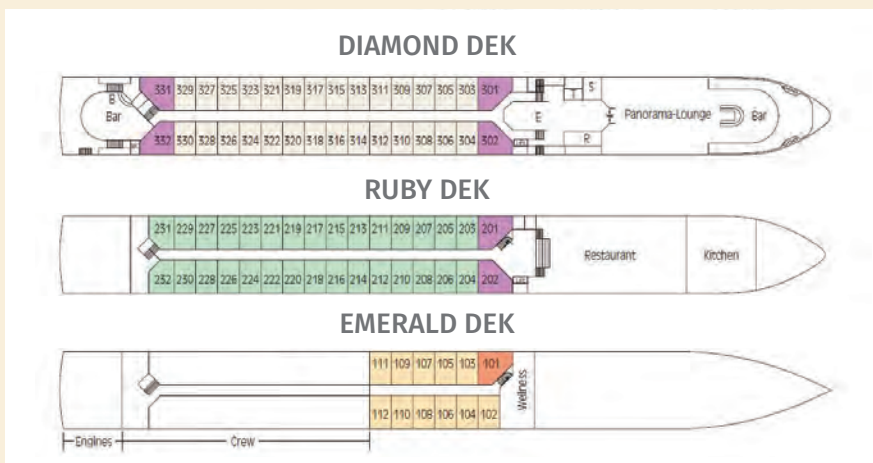 DIAMOND DEK
331 329 327 325 323 321 319 317 315 313 311 309 307 305 303 301
B
Bar
E
T
S
Panorama-Lounge
Bar
R
332 330 328 326 324 322 320 318 316 314 312 310 308 306 304 302
RUBY DEK
231 229 227 225 223 221 219 217 215 213 211 209 207 205 203 201
Restaurant
Kitchen
232 230 228 226 224 222 220 218 216 214 212 210 208 206 204 202
EMERALD DEK
111 109 107 105 103 101
Wellness
112 110 108 106 104 102
Engines
Crew